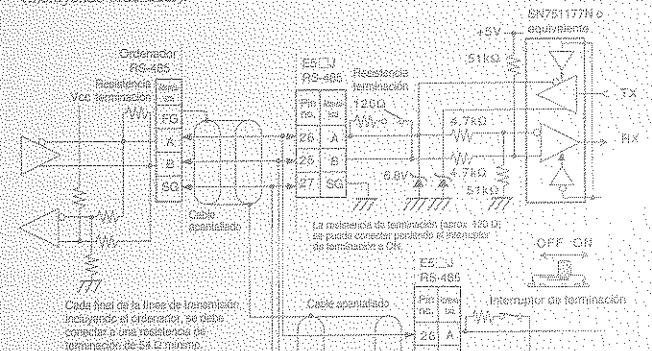 SN751177N o
equivalente
+5V
51kΩ
TX
RX
Ordenador
RS-485
Resistencia
Vcc terminación
FG
A
B
SG
Cable
apantallado
E5□J
RS-485
Pin
no.
26 A
25 B
27 SG
Resistencia
terminación
120Ω
4.7kΩ
6.8V
4.7kΩ
51kΩ
La resistencia de terminación (aprox. 120 Ω)
se puede conectar poniendo el interruptor
de terminación a ON.
OFF ON
Interruptor de terminación
Cada final de la línea de transmisión,
incluyendo el ordenador, se debe
conectar a una resistencia de
terminación de 54 Ω mínimo.
Cable apantallado
E5□J
RS-485
Pin
no.
26 A